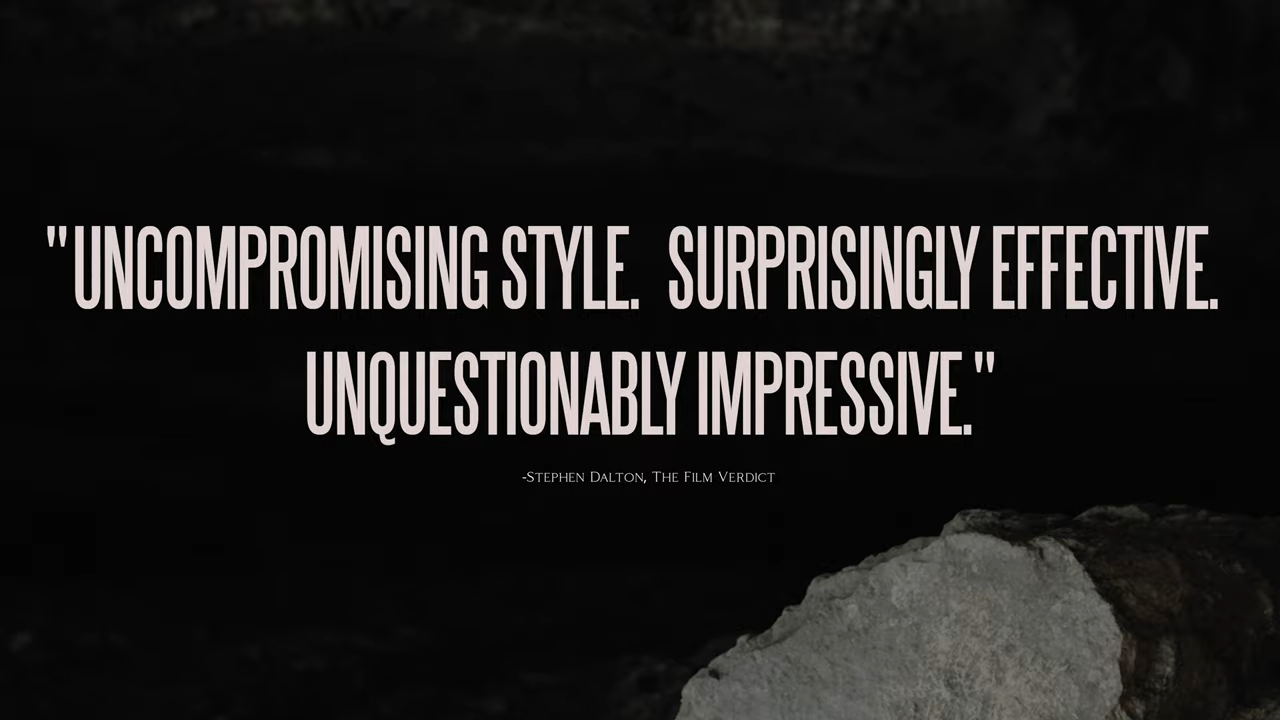 "UNCOMPROMISING STYLE. SURPRISINGLY EFFECTIVE.
UNQUESTIONABLY IMPRESSIVE."
-STEPHEN DALTON, THE FILM VERDICT